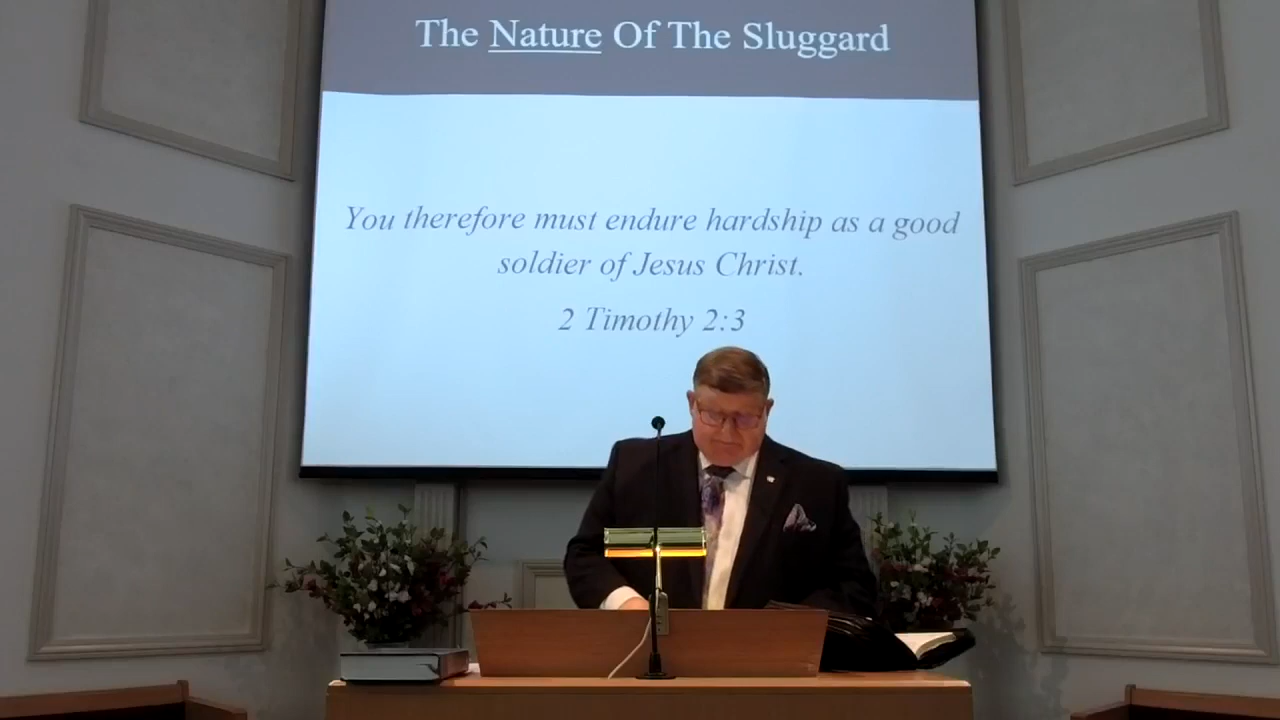 The Nature Of The Sluggard
You therefore must endure hardship as a good
soldier of Jesus Christ.
2 Timothy 2:3